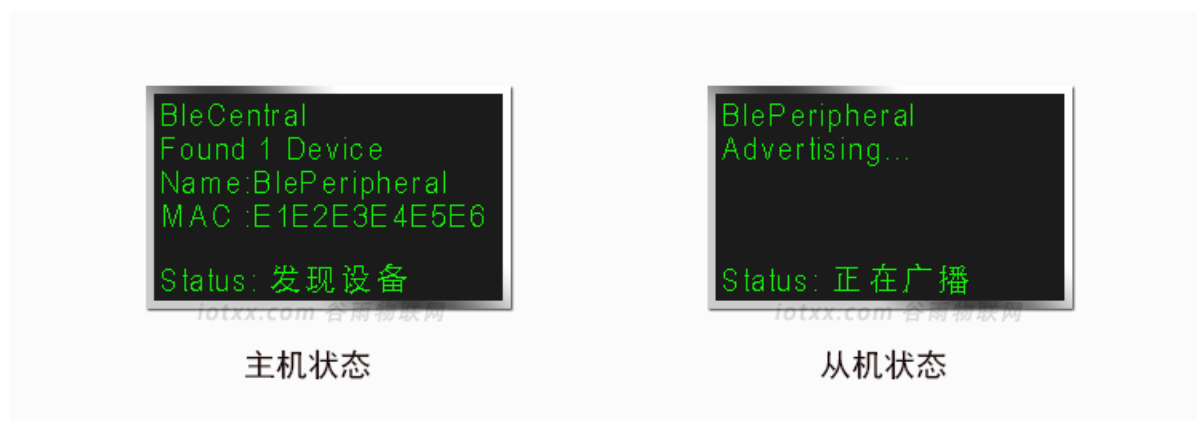 BleCentral
Found 1 Device
Name:BlePeripheral
MAC :E1E2E3E4E5E6
Status: 发现设备
iotxx.com 谷雨物联网
主机状态
BlePeripheral
Advertising...
Status: 正在广播
iotxx.com 谷雨物联网
从机状态